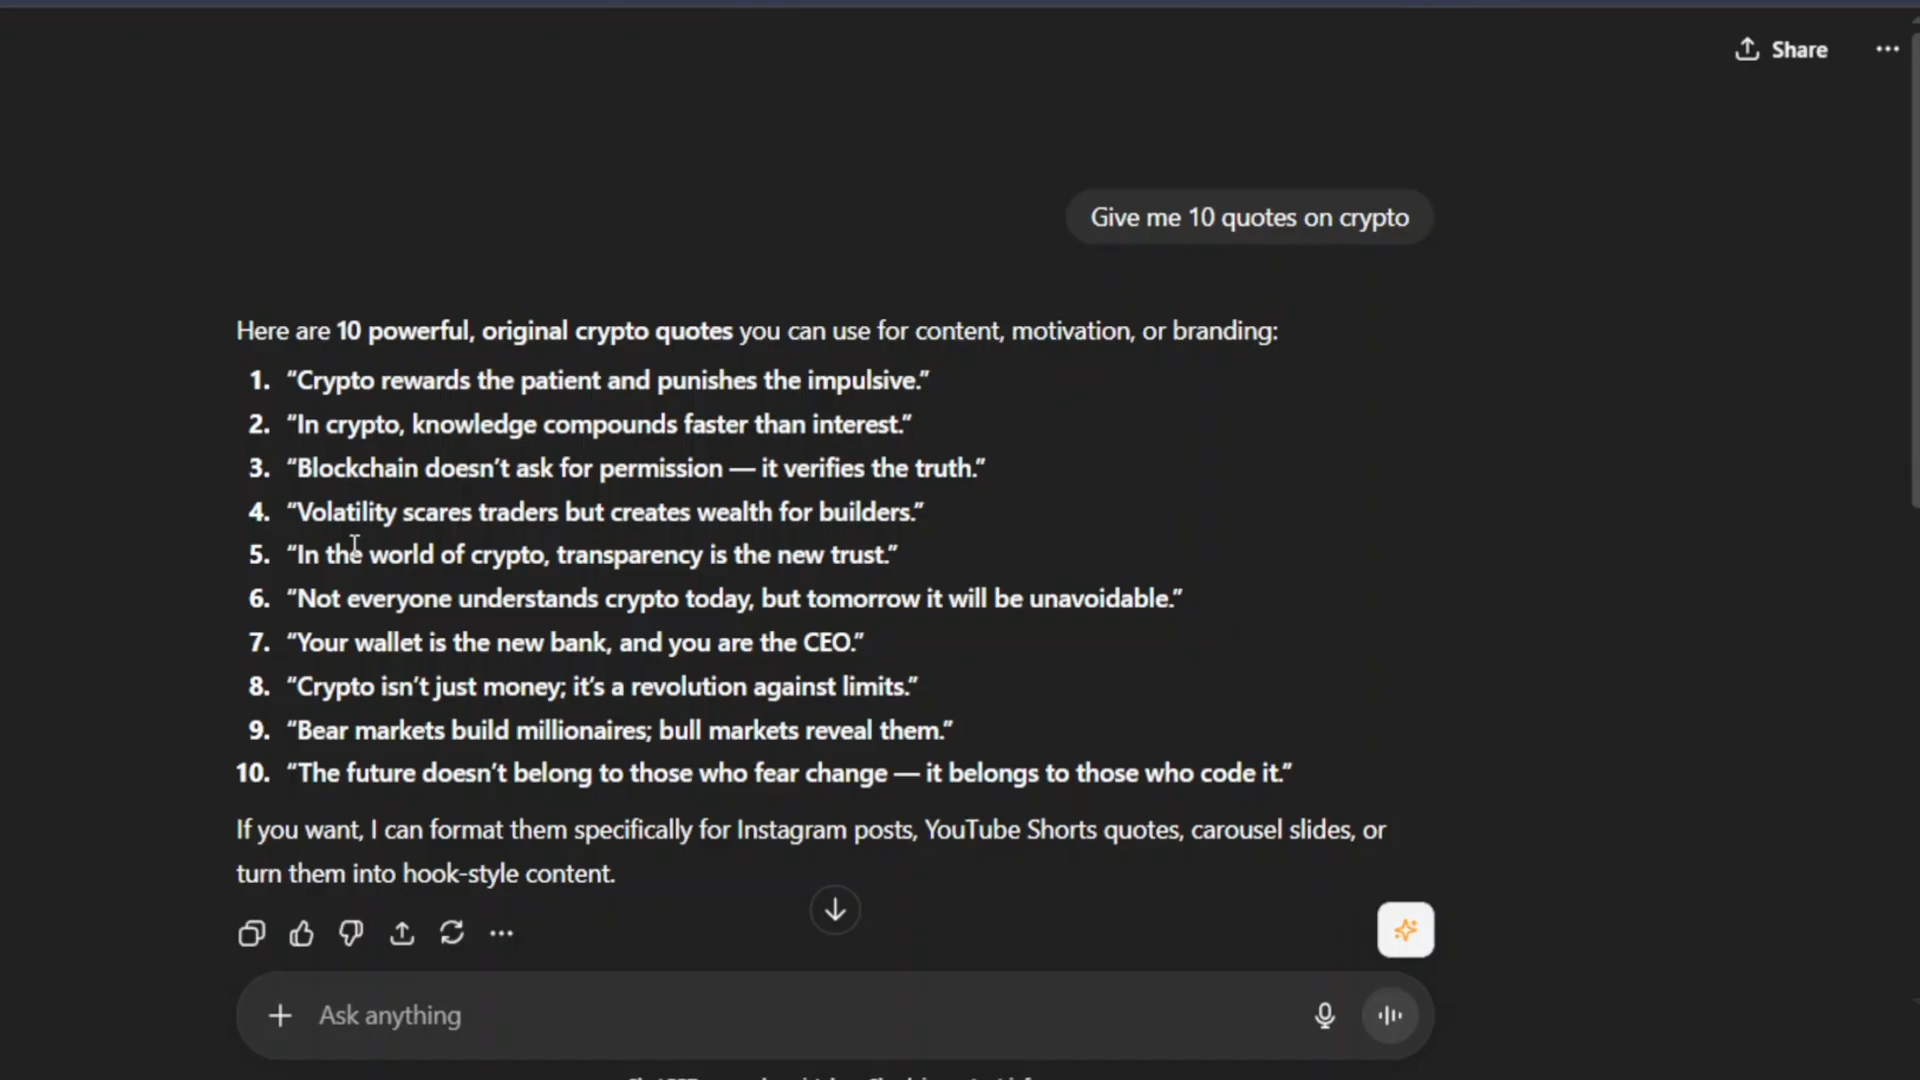 Share
Give me 10 quotes on crypto
Here are 10 powerful, original crypto quotes you can use for content, motivation, or branding:
1. “Crypto rewards the patient and punishes the impulsive.”
2. “In crypto, knowledge compounds faster than interest.”
3. “Blockchain doesn’t ask for permission — it verifies the truth.”
4. “Volatility scares traders but creates wealth for builders.”
5. “In the world of crypto, transparency is the new trust.”
6. “Not everyone understands crypto today, but tomorrow it will be unavoidable.”
7. “Your wallet is the new bank, and you are the CEO.”
8. “Crypto isn’t just money; it’s a revolution against limits.”
9. “Bear markets build millionaires; bull markets reveal them.”
10. “The future doesn’t belong to those who fear change — it belongs to those who code it.”
If you want, I can format them specifically for Instagram posts, YouTube Shorts quotes, carousel slides, or
turn them into hook-style content.
Ask anything